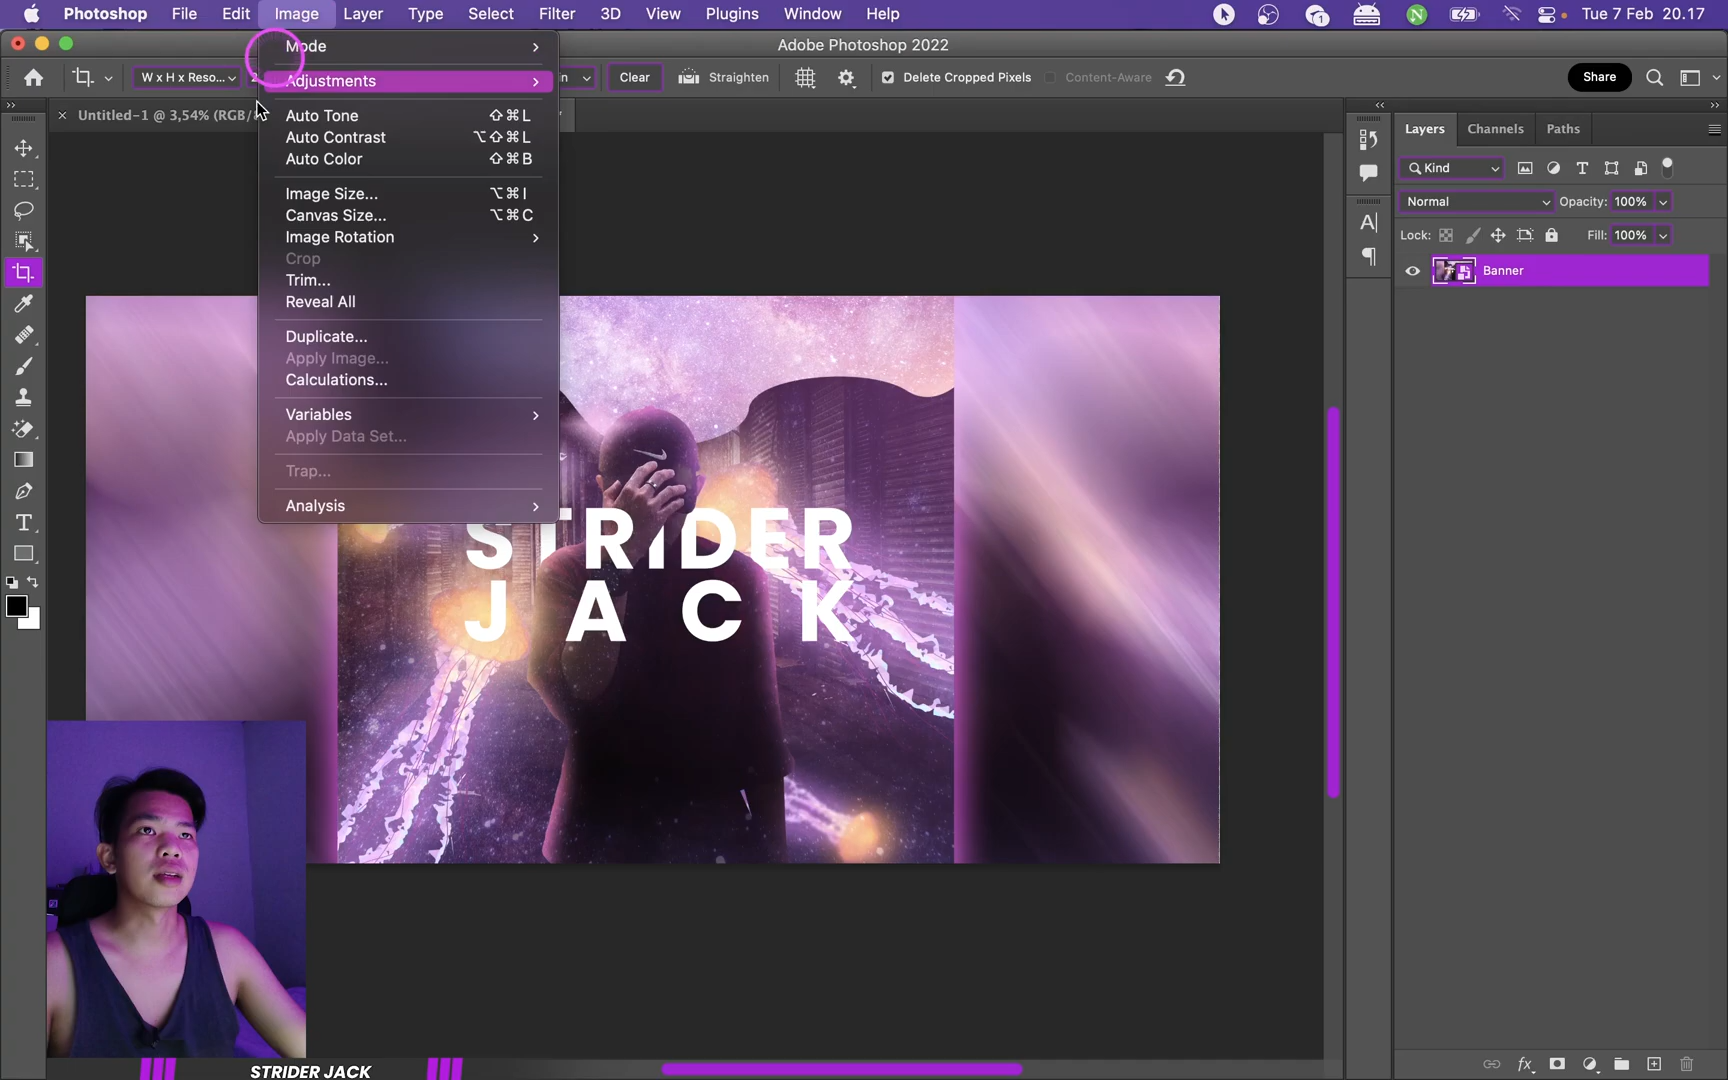 Photoshop File Edit Image Layer Type Select Filter 3D View Plugins Window Help
1 N Tue 7 Feb 20.17
Adobe Photoshop 2022
W x H x Reso... Clear Straighten Delete Cropped Pixels Content-Aware Share
Untitled-1 @ 3,54% (RGB/
Mode
Adjustments
Auto Tone ⇧⌘L
Auto Contrast ⌥⇧⌘L
Auto Color ⇧⌘B
Image Size... ⌥⌘I
Canvas Size... ⌥⌘C
Image Rotation
Crop
Trim...
Reveal All
Duplicate...
Apply Image...
Calculations...
Variables
Apply Data Set...
Trap...
Analysis
Layers Channels Paths
Kind
Normal Opacity: 100%
Lock: Fill: 100%
Banner
STRIDER
JACK
STRIDER JACK
fx